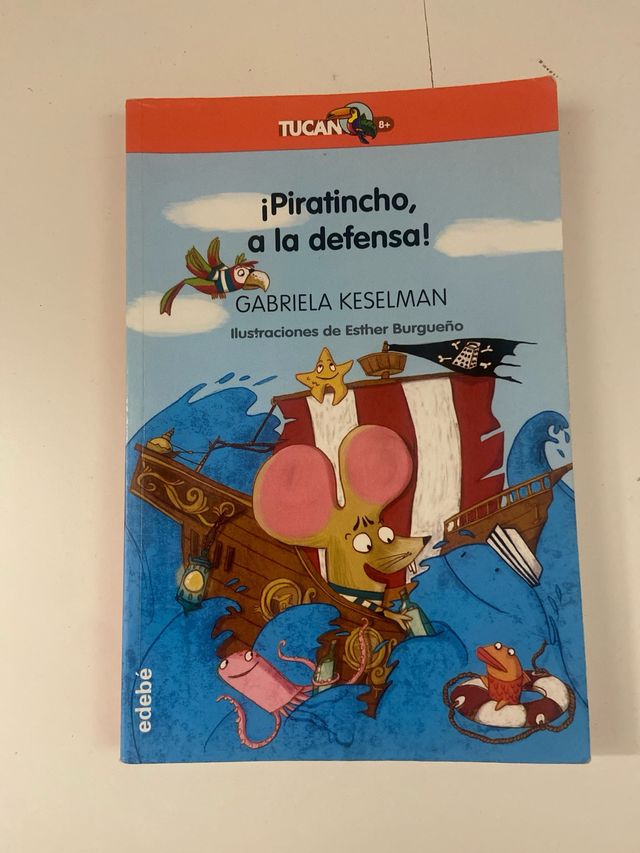 TUCAN 8+
¡Piratincho,
a la defensa!
GABRIELA KESELMAN
Ilustraciones de Esther Burgueño
edebé